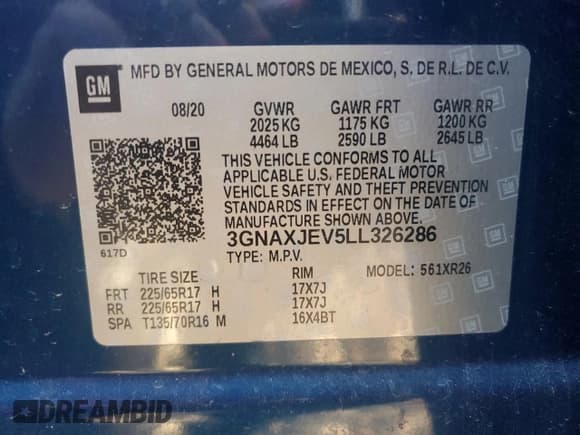 GM
MFD BY GENERAL MOTORS DE MEXICO, S. DE R.L. DE C.V.
08/20 GVWR GAWR FRT GAWR RR
2025 KG 1175 KG 1200 KG
4464 LB 2590 LB 2645 LB
THIS VEHICLE CONFORMS TO ALL
APPLICABLE U.S. FEDERAL MOTOR
VEHICLE SAFETY AND THEFT PREVENTION
STANDARDS IN EFFECT ON THE DATE OF
MANUFACTURE SHOWN ABOVE.
617D 3GNAXJEV5LL326286
TYPE: M.P.V. MODEL: 561XR26
TIRE SIZE RIM
FRT 225/65R17 H 17X7J
RR 225/65R17 H 17X7J
SPA T135/70R16 M 16X4BT
DREAMBID